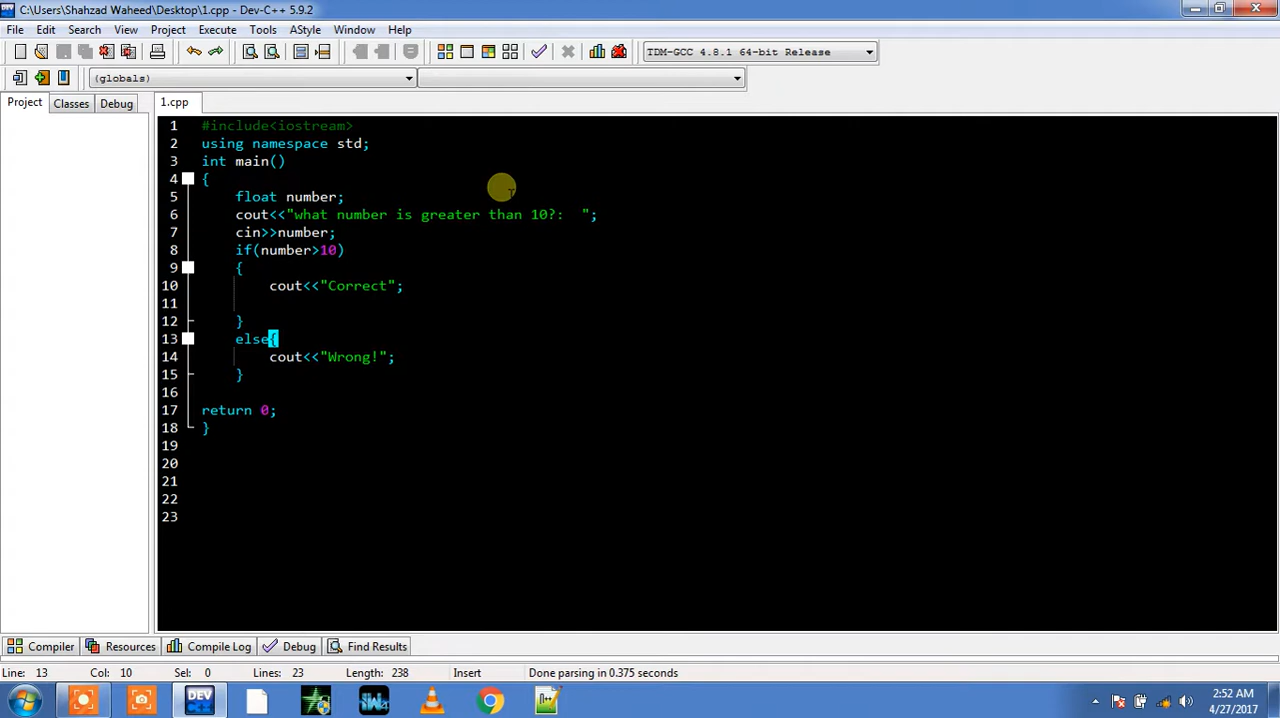 C:\Users\Shahzad Waheed\Desktop\1.cpp - Dev-C++ 5.9.2
File Edit Search View Project Execute Tools AStyle Window Help
TDM-GCC 4.8.1 64-bit Release
(globals)
Project Classes Debug 1.cpp
1 #include<iostream>
2 using namespace std;
3 int main()
4 {
5 float number;
6 cout<<"what number is greater than 10?:  ";
7 cin>>number;
8 if(number>10)
9 {
10 cout<<"Correct";
11
12 }
13 else{
14 cout<<"Wrong!";
15 }
16
17 return 0;
18 }
19
20
21
22
23
Compiler Resources Compile Log Debug Find Results
Line: 13 Col: 10 Sel: 0 Lines: 23 Length: 238 Insert Done parsing in 0.375 seconds
DEV
2:52 AM
4/27/2017